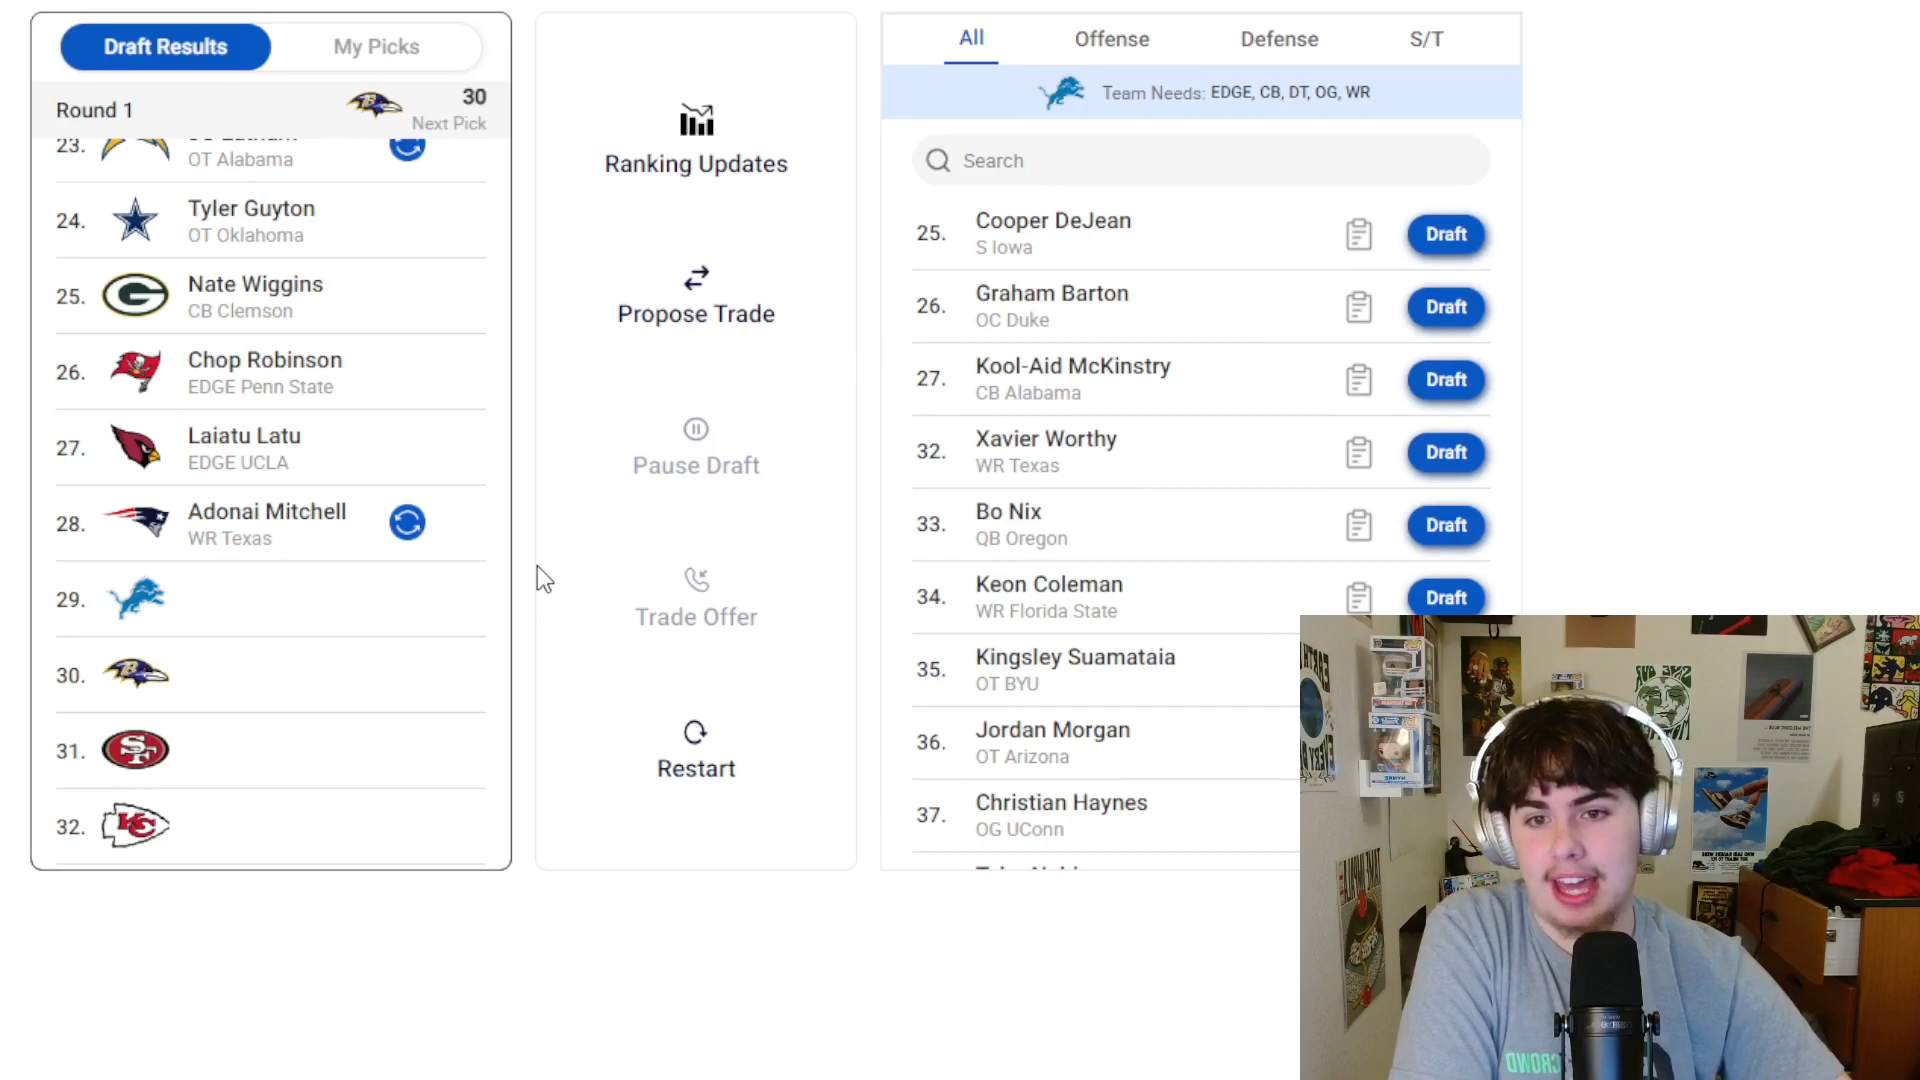 Draft Results
My Picks
Round 1
30
Next Pick
23.
OT Alabama
24.
Tyler Guyton
OT Oklahoma
25.
Nate Wiggins
CB Clemson
26.
Chop Robinson
EDGE Penn State
27.
Laiatu Latu
EDGE UCLA
28.
Adonai Mitchell
WR Texas
29.
30.
31.
32.
Ranking Updates
Propose Trade
Pause Draft
Trade Offer
Restart
All Offense Defense S/T
Team Needs: EDGE, CB, DT, OG, WR
Search
25.
Cooper DeJean
S Iowa
Draft
26.
Graham Barton
OC Duke
Draft
27.
Kool-Aid McKinstry
CB Alabama
Draft
32.
Xavier Worthy
WR Texas
Draft
33.
Bo Nix
QB Oregon
Draft
34.
Keon Coleman
WR Florida State
Draft
35.
Kingsley Suamataia
OT BYU
36.
Jordan Morgan
OT Arizona
37.
Christian Haynes
OG UConn